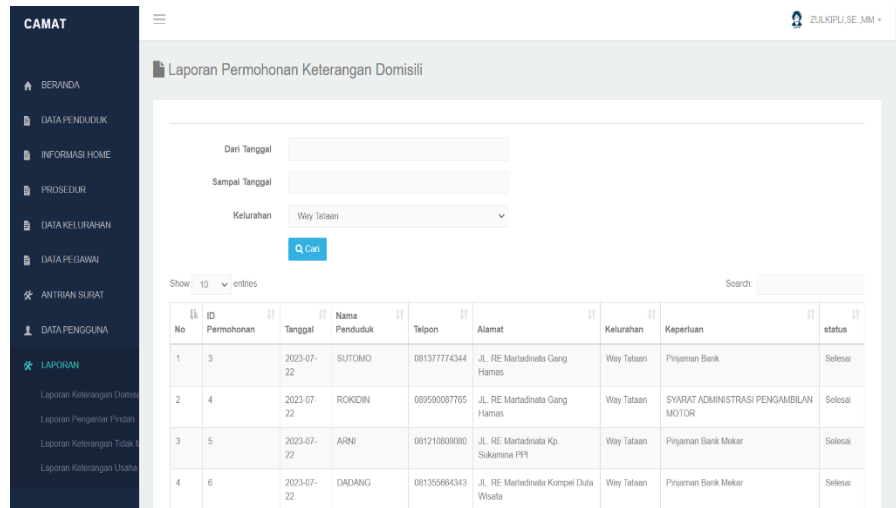 CAMAT
ZULKIPLI,SE.,MM
BERANDA
DATA PENDUDUK
INFORMASI HOME
PROSEDUR
DATA KELURAHAN
DATA PEGAWAI
ANTRIAN SURAT
DATA PENGGUNA
LAPORAN
Laporan Keterangan Domisi
Laporan Pengantar Pindah
Laporan Keterangan Tidak M
Laporan Keterangan Usaha
Laporan Permohonan Keterangan Domisili
Dari Tanggal
Sampai Tanggal
Kelurahan Way Tataan
Cari
Show 10 entries Search:
No ID Permohonan Tanggal Nama Penduduk Telpon Alamat Kelurahan Keperluan status
1 3 2023-07-22 SUTOMO 081377774344 JL. RE Martadinata Gang Hamas Way Tataan Pinjaman Bank Selesai
2 4 2023-07-22 ROKIDIN 089590087765 JL. RE Martadinata Gang Hamas Way Tataan SYARAT ADMINISTRASI PENGAMBILAN MOTOR Selesai
3 5 2023-07-22 ARNI 081210809080 JL. RE Martadinata Kp. Sukamina PPI Way Tataan Pinjaman Bank Mekar Selesai
4 6 2023-07-22 DADANG 081355664343 JL. RE Martadinata Kompel Duta Wisata Way Tataan Pinjaman Bank Mekar Selesai